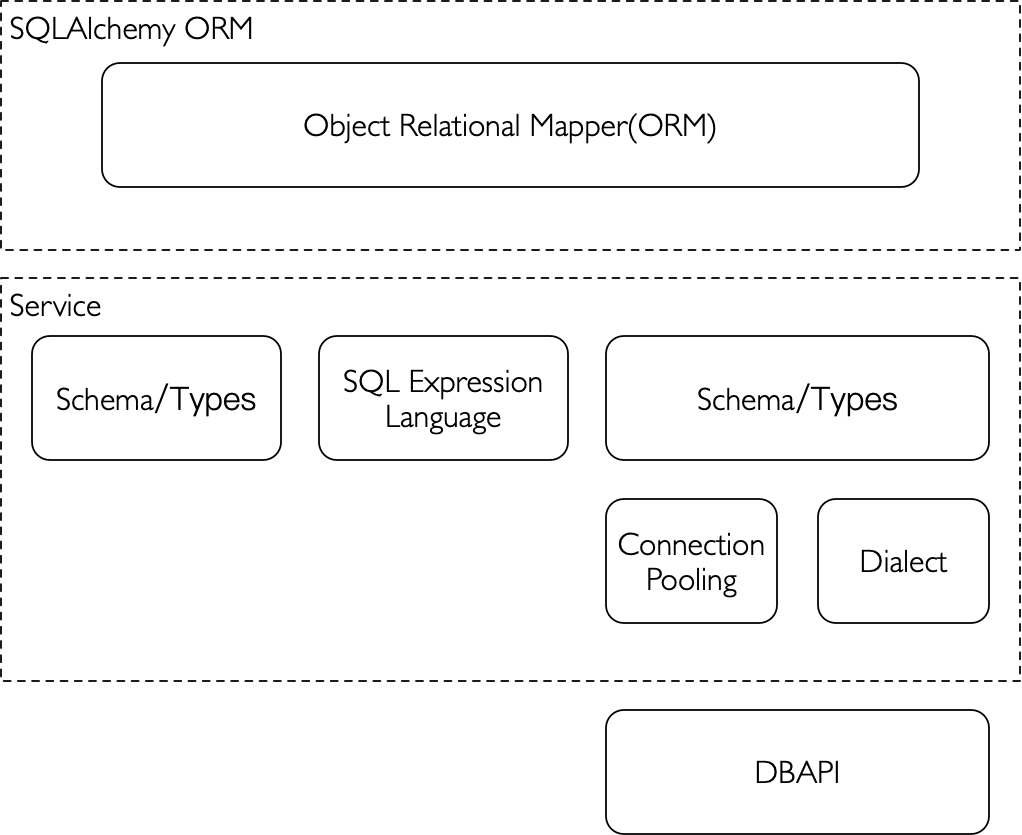 SQLAlchemy ORM
Object Relational Mapper(ORM)
Service
Schema/Types
SQL Expression
Language
Schema/Types
Connection
Pooling
Dialect
DBAPI